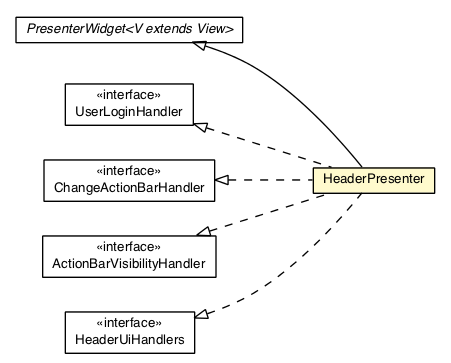 PresenterWidget<V extends View>
«interface»
UserLoginHandler
«interface»
ChangeActionBarHandler
HeaderPresenter
«interface»
ActionBarVisibilityHandler
«interface»
HeaderUiHandlers